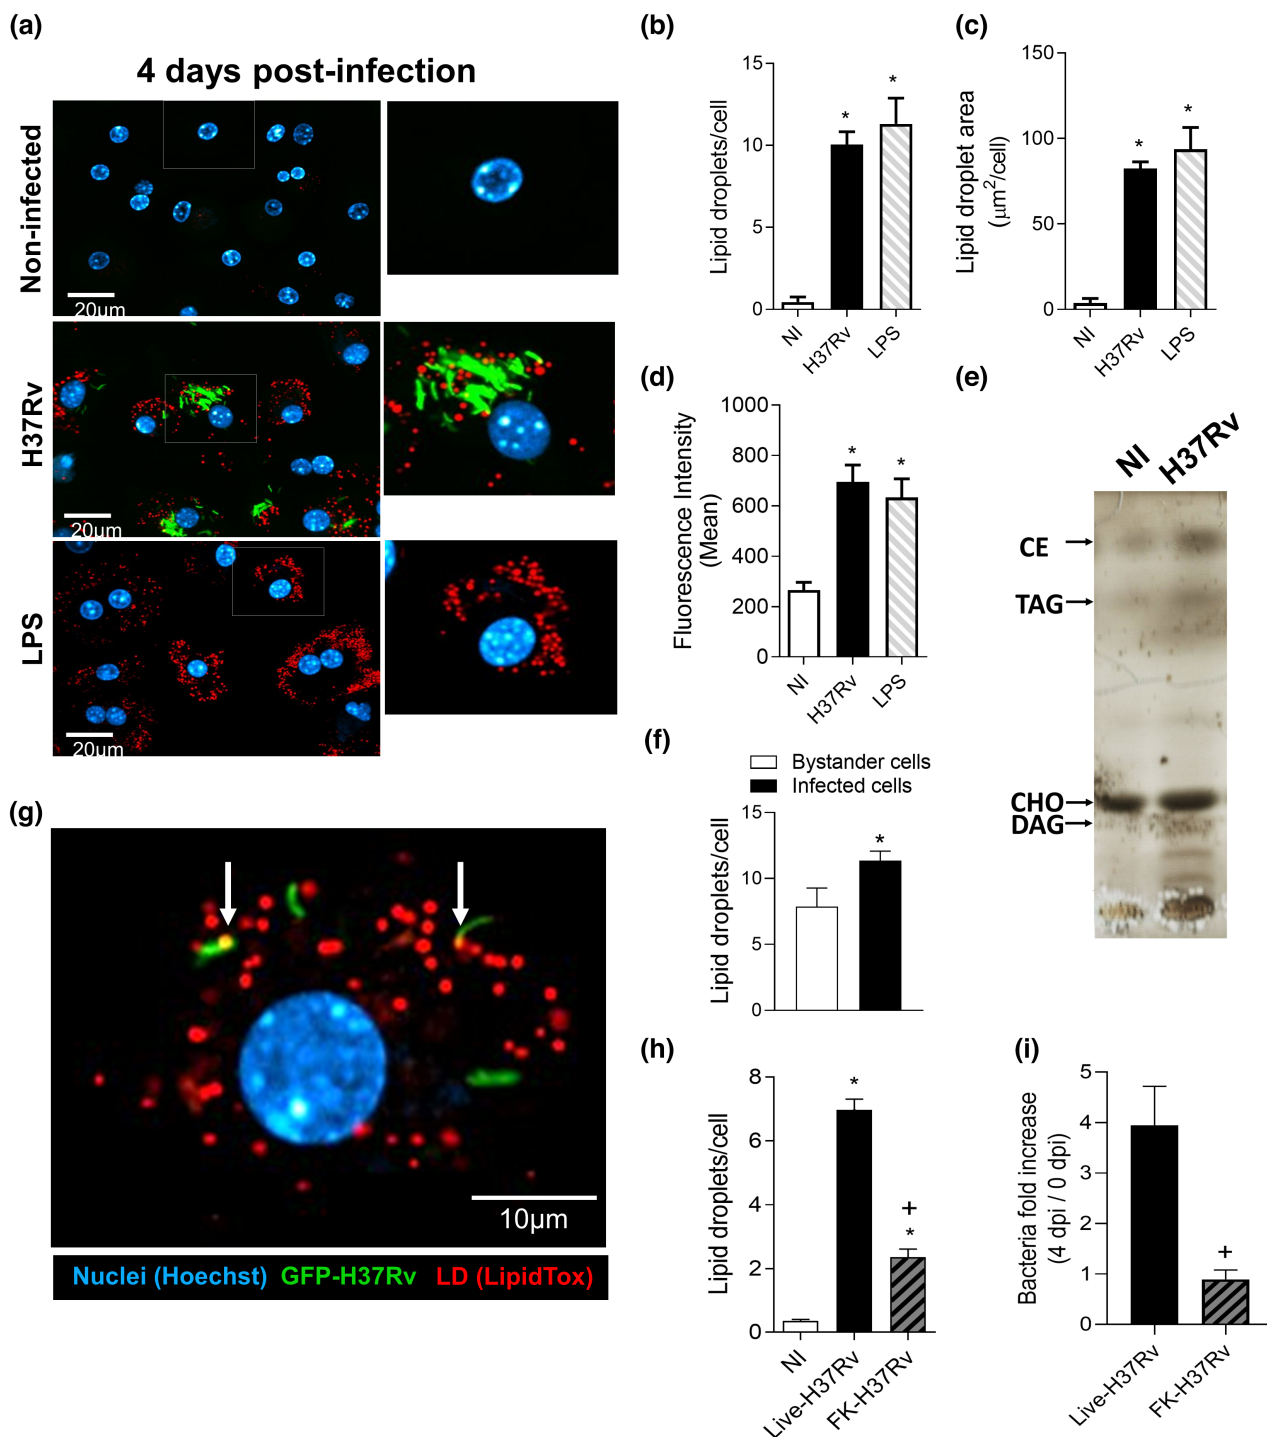 (a)
4 days post-infection
Non-infected
20µm
H37Rv
20µm
LPS
20µm
(b)
Lipid droplets/cell
15
10
5
0
NI
H37Rv
LPS
*
*
(c)
Lipid droplet area
(µm²/cell)
150
100
50
0
NI
H37Rv
LPS
*
*
(d)
Fluorescence Intensity
(Mean)
1000
800
600
400
200
0
NI
H37Rv
LPS
*
*
(e)
NI
H37Rv
CE
TAG
CHO
DAG
(f)
Bystander cells
Infected cells
Lipid droplets/cell
15
10
5
0
*
(g)
10µm
Nuclei (Hoechst) GFP-H37Rv LD (LipidTox)
(h)
Lipid droplets/cell
8
6
4
2
0
NI
Live-H37Rv
FK-H37Rv
*
+
*
(i)
Bacteria fold increase
(4 dpi / 0 dpi)
5
4
3
2
1
0
Live-H37Rv
FK-H37Rv
+